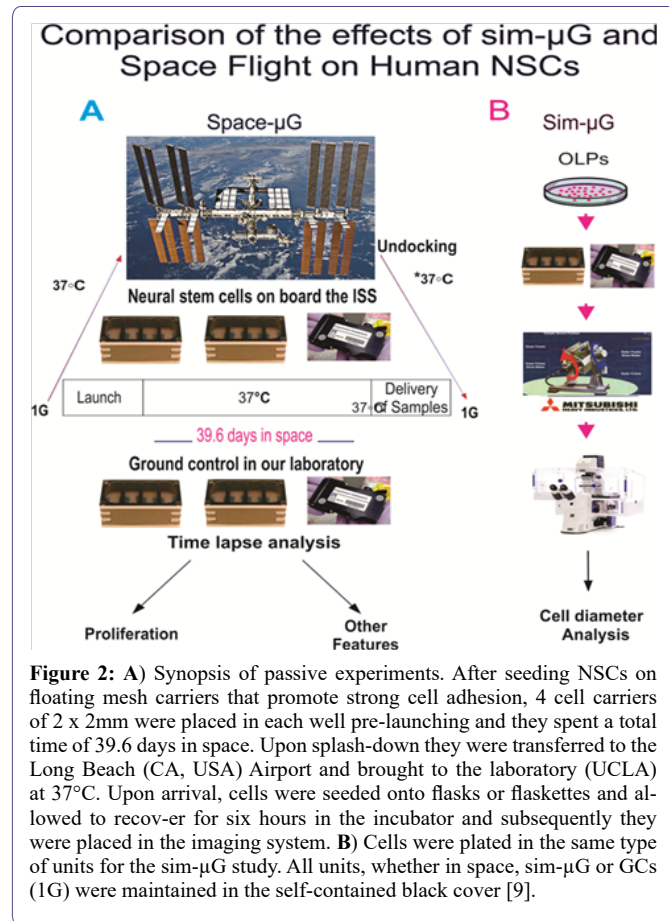 Comparison of the effects of sim-µG and
Space Flight on Human NSCs
A
Space-µG
Undocking
37◦C
*37◦C
Neural stem cells on board the ISS
1G
Launch
37°C
37◦C
Delivery
of Samples
1G
39.6 days in space
Ground control in our laboratory
Time lapse analysis
Proliferation
Other
Features
B
Sim-µG
OLPs
MITSUBISHI
HEAVY INDUSTRIES, LTD.
Cell diameter
Analysis
Figure 2: A) Synopsis of passive experiments. After seeding NSCs on
floating mesh carriers that promote strong cell adhesion, 4 cell carriers
of 2 x 2mm were placed in each well pre-launching and they spent a total
time of 39.6 days in space. Upon splash-down they were transferred to the
Long Beach (CA, USA) Airport and brought to the laboratory (UCLA)
at 37°C. Upon arrival, cells were seeded onto flasks or flaskettes and al-
lowed to recov-er for six hours in the incubator and subsequently they
were placed in the imaging system. B) Cells were plated in the same type
of units for the sim-µG study. All units, whether in space, sim-µG or GCs
(1G) were maintained in the self-contained black cover [9].